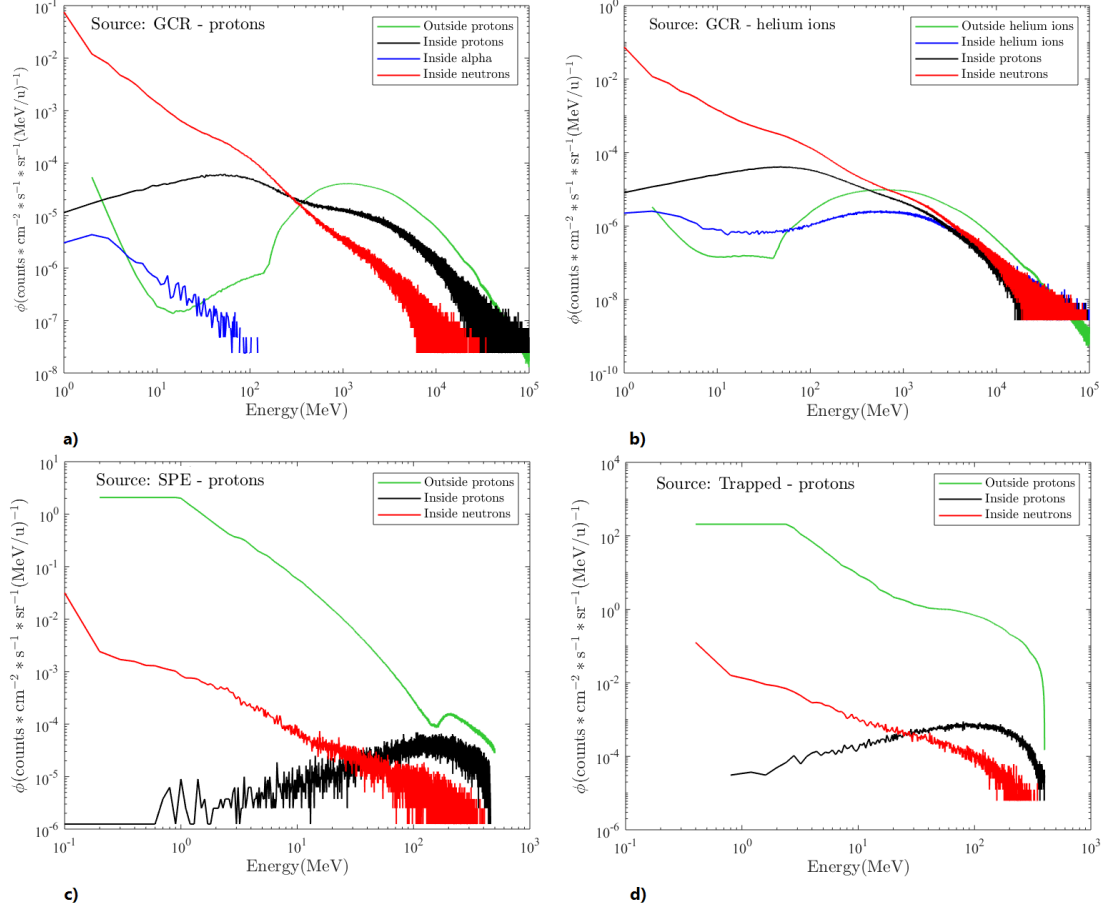 Source: GCR - protons
Outside protons
Inside protons
Inside alpha
Inside neutrons
10^-1
10^-2
10^-3
10^-4
10^-5
10^-6
10^-7
10^-8
ϕ(counts * cm^-2 * s^-1 * sr^-1(MeV/u)^-1)
10^0
10^1
10^2
10^3
10^4
10^5
Energy(MeV)
a)
Source: GCR - helium ions
Outside helium ions
Inside helium ions
Inside protons
Inside neutrons
10^0
10^-2
10^-4
10^-6
10^-8
10^-10
ϕ(counts * cm^-2 * s^-1 * sr^-1(MeV/u)^-1)
10^0
10^1
10^2
10^3
10^4
10^5
Energy(MeV)
b)
Source: SPE - protons
Outside protons
Inside protons
Inside neutrons
10^1
10^0
10^-1
10^-2
10^-3
10^-4
10^-5
10^-6
ϕ(counts * cm^-2 * s^-1 * sr^-1(MeV/u)^-1)
10^-1
10^0
10^1
10^2
10^3
Energy(MeV)
c)
Source: Trapped - protons
Outside protons
Inside protons
Inside neutrons
10^4
10^2
10^0
10^-2
10^-4
10^-6
ϕ(counts * cm^-2 * s^-1 * sr^-1(MeV/u)^-1)
10^-1
10^0
10^1
10^2
10^3
Energy(MeV)
d)